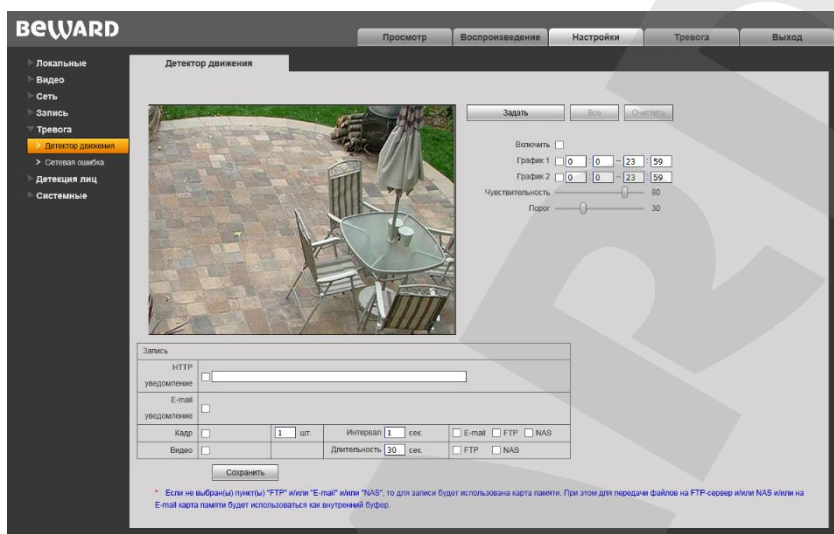 BEWARD
Просмотр Воспроизведение Настройки Тревога Выход
Локальные
Видео
Сеть
Запись
Тревога
> Детектор движения
> Сетевая ошибка
Детекция лиц
Системные
Детектор движения
Задать Все Очистить
Включить
График 1 0 : 0 -- 23 : 59
График 2 0 : 0 -- 23 : 59
Чувствительность 80
Порог 30
Запись
HTTP
уведомление
E-mail
уведомление
Кадр 1 шт. Интервал 1 сек. E-mail FTP NAS
Видео Длительность 30 сек. FTP NAS
Сохранить
* Если не выбран(ы) пункт(ы) "FTP" и/или "E-mail" и/или "NAS", то для записи будет использована карта памяти. При этом для передачи файлов на FTP-сервер и/или NAS и/или на
E-mail карта памяти будет использоваться как внутренний буфер.